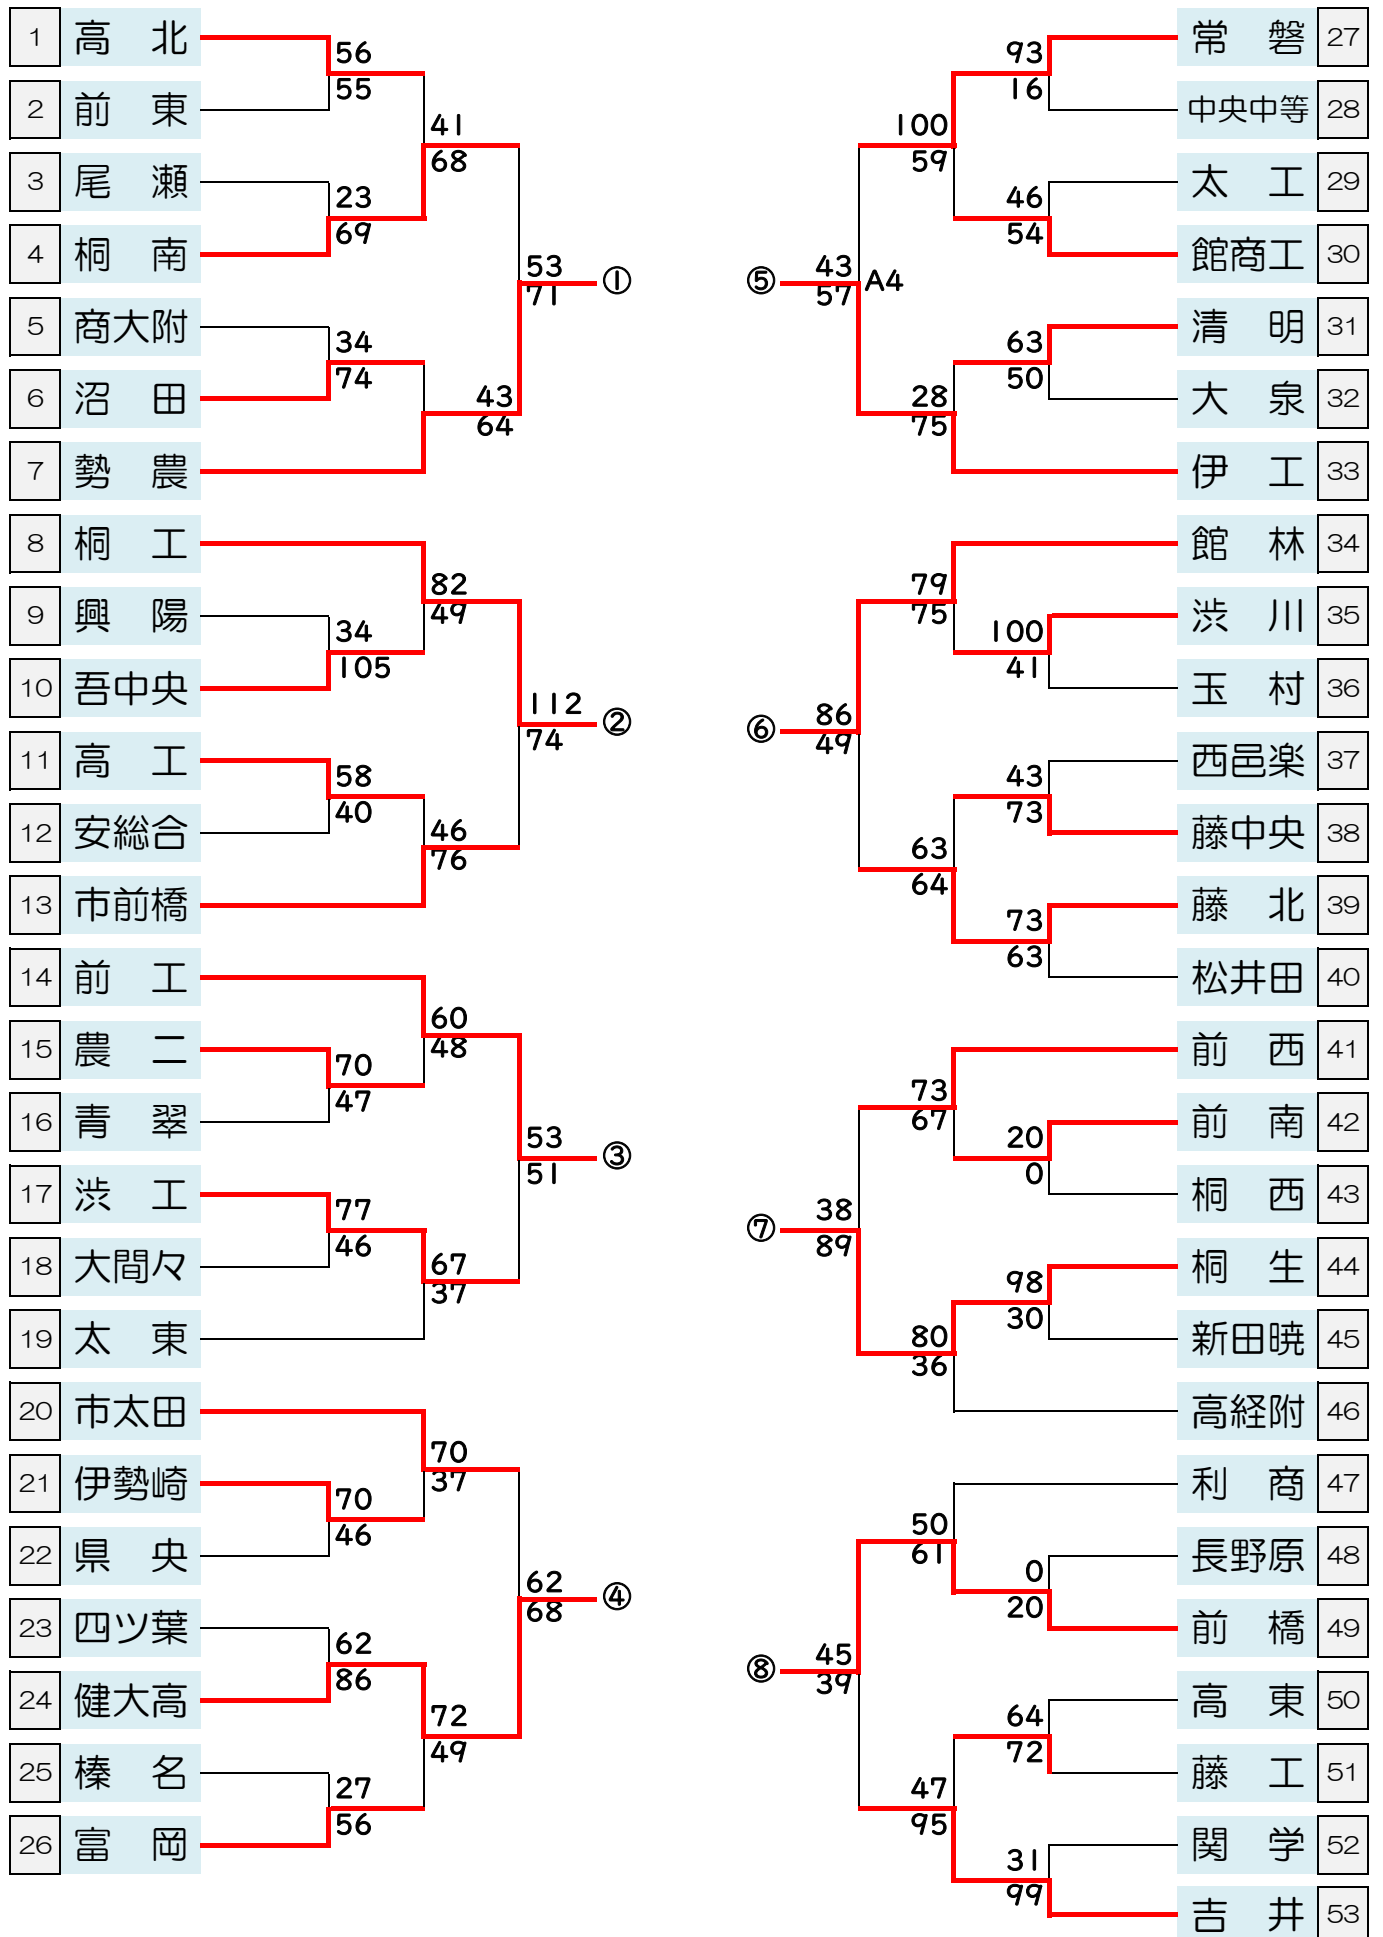 1 高 北
56
55
2 前 東
41
68
3 尾 瀬
23
69
4 桐 南
53
71
①
5 商大附
34
74
6 沼 田
43
64
7 勢 農
8 桐 工
82
49
9 興 陽
34
105
10 吾中央
112
74
②
11 高 工
58
40
12 安総合
46
76
13 市前橋
14 前 工
60
48
15 農 二
70
47
16 青 翠
53
51
③
17 渋 工
77
46
18 大間々
67
37
19 太 東
20 市太田
70
37
21 伊勢崎
70
46
22 県 央
62
68
④
23 四ツ葉
62
86
24 健大高
72
49
25 榛 名
27
56
26 富 岡
常 磐 27
93
16
中央中等 28
100
59
太 工 29
46
54
館商工 30
⑤
43
57
A4
清 明 31
63
50
大 泉 32
28
75
伊 工 33
館 林 34
79
75
渋 川 35
100
41
玉 村 36
⑥
86
49
西邑楽 37
43
73
藤中央 38
63
64
藤 北 39
73
63
松井田 40
前 西 41
73
67
前 南 42
20
0
桐 西 43
⑦
38
89
桐 生 44
98
30
新田暁 45
80
36
高経附 46
利 商 47
50
61
長野原 48
0
20
前 橋 49
⑧
45
39
高 東 50
64
72
藤 工 51
47
95
関 学 52
31
99
吉 井 53